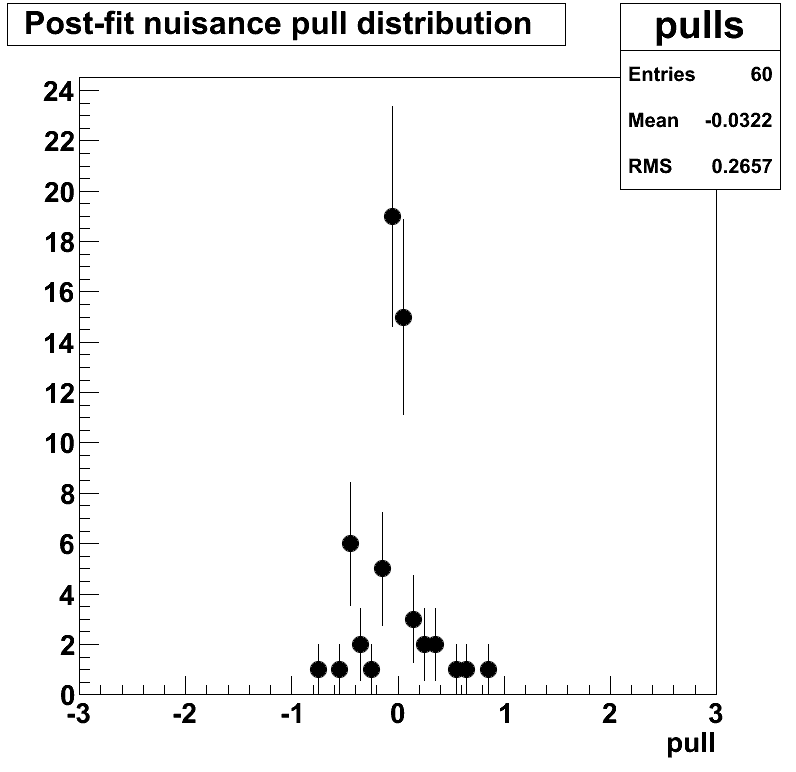 Post-fit nuisance pull distribution
pulls
Entries 60
Mean -0.0322
RMS 0.2657
24
22
20
18
16
14
12
10
8
6
4
2
0
-3 -2 -1 0 1 2 3
pull